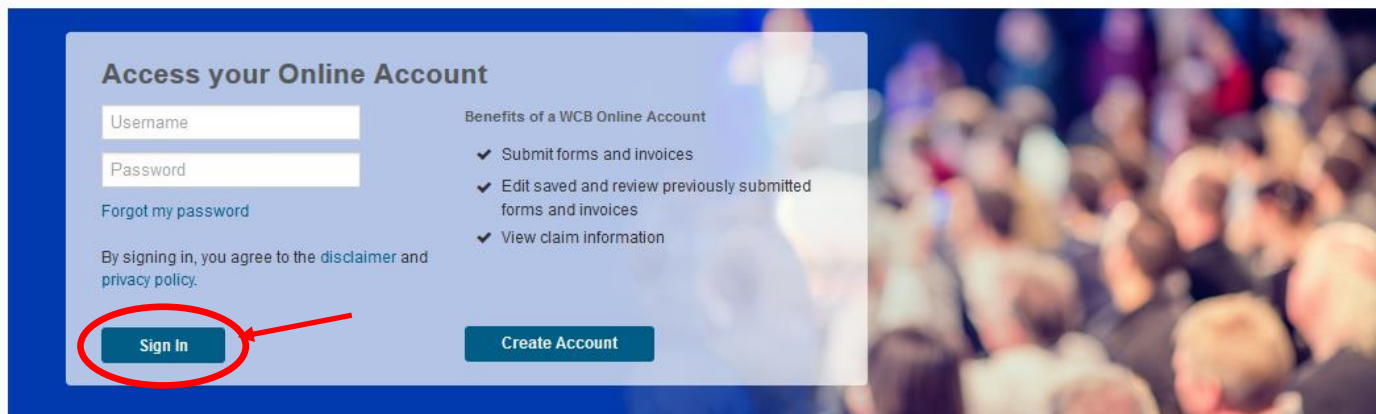 Access your Online Account
Username
Password
Forgot my password
By signing in, you agree to the disclaimer and
privacy policy.
Sign In
Benefits of a WCB Online Account
✔ Submit forms and invoices
✔ Edit saved and review previously submitted
forms and invoices
✔ View claim information
Create Account